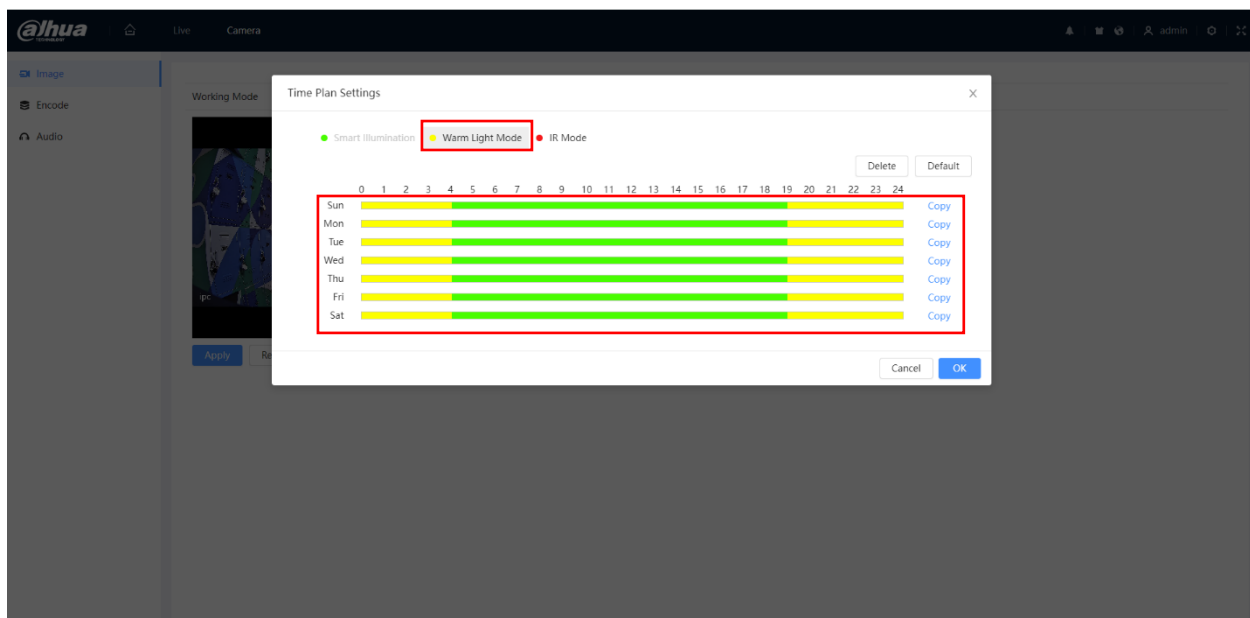 alhua
TECHNOLOGY
Live Camera admin
Image
Encode
Audio
Working Mode
Time Plan Settings
Smart Illumination Warm Light Mode IR Mode
Delete Default
0 1 2 3 4 5 6 7 8 9 10 11 12 13 14 15 16 17 18 19 20 21 22 23 24
Sun Copy
Mon Copy
Tue Copy
Wed Copy
Thu Copy
Fri Copy
Sat Copy
ipc
Apply Re
Cancel OK